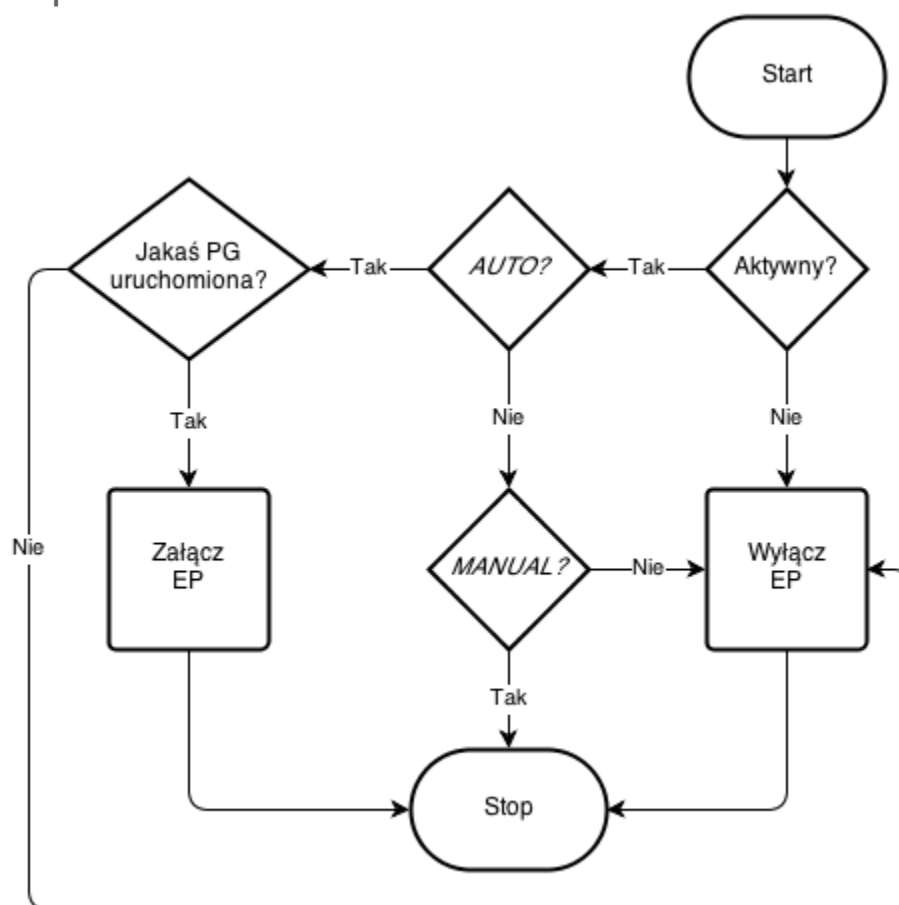 Start
Jakaś PG
uruchomiona?
Tak
AUTO?
Tak
Aktywny?
Tak
Nie
Nie
Nie
Załącz
EP
MANUAL?
Nie
Wyłącz
EP
Tak
Stop